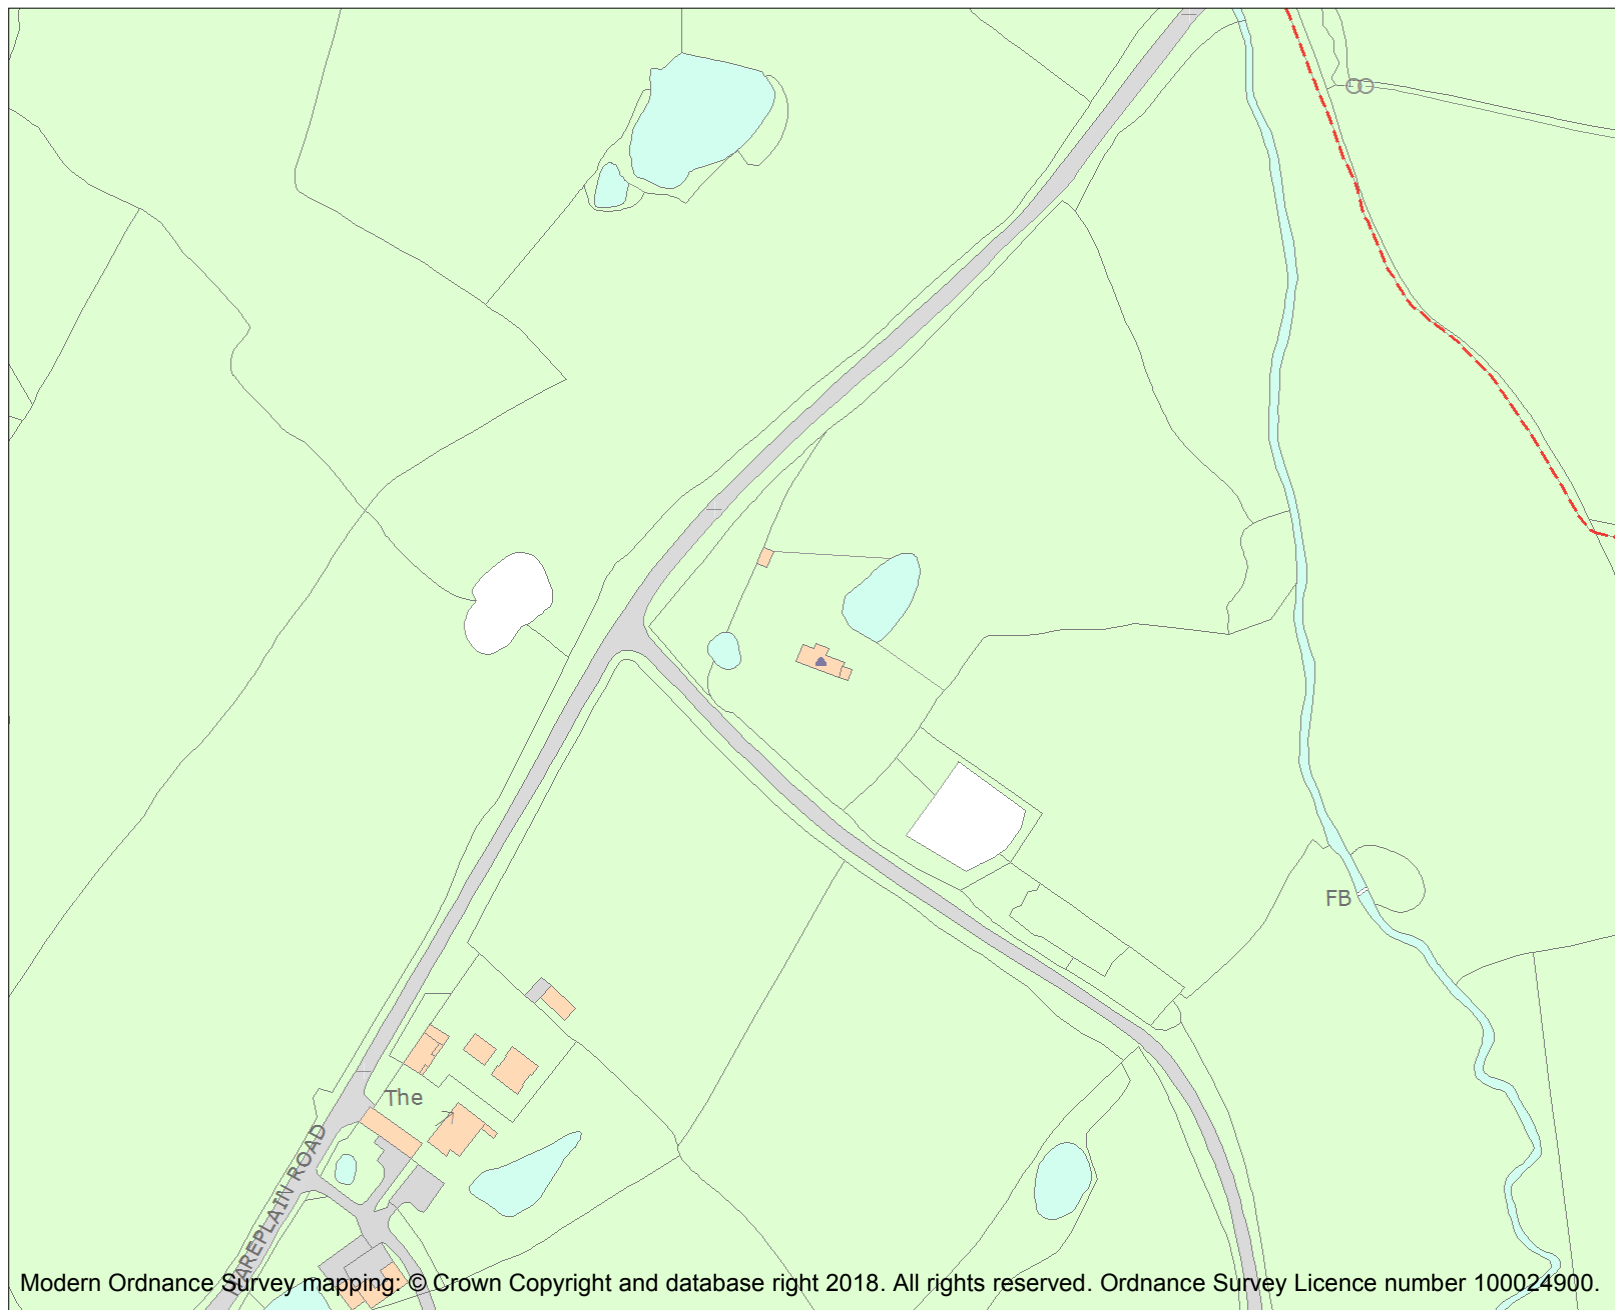 FB
The
AREPLAIN ROAD
Modern Ordnance Survey mapping: © Crown Copyright and database right 2018. All rights reserved. Ordnance Survey Licence number 100024900.